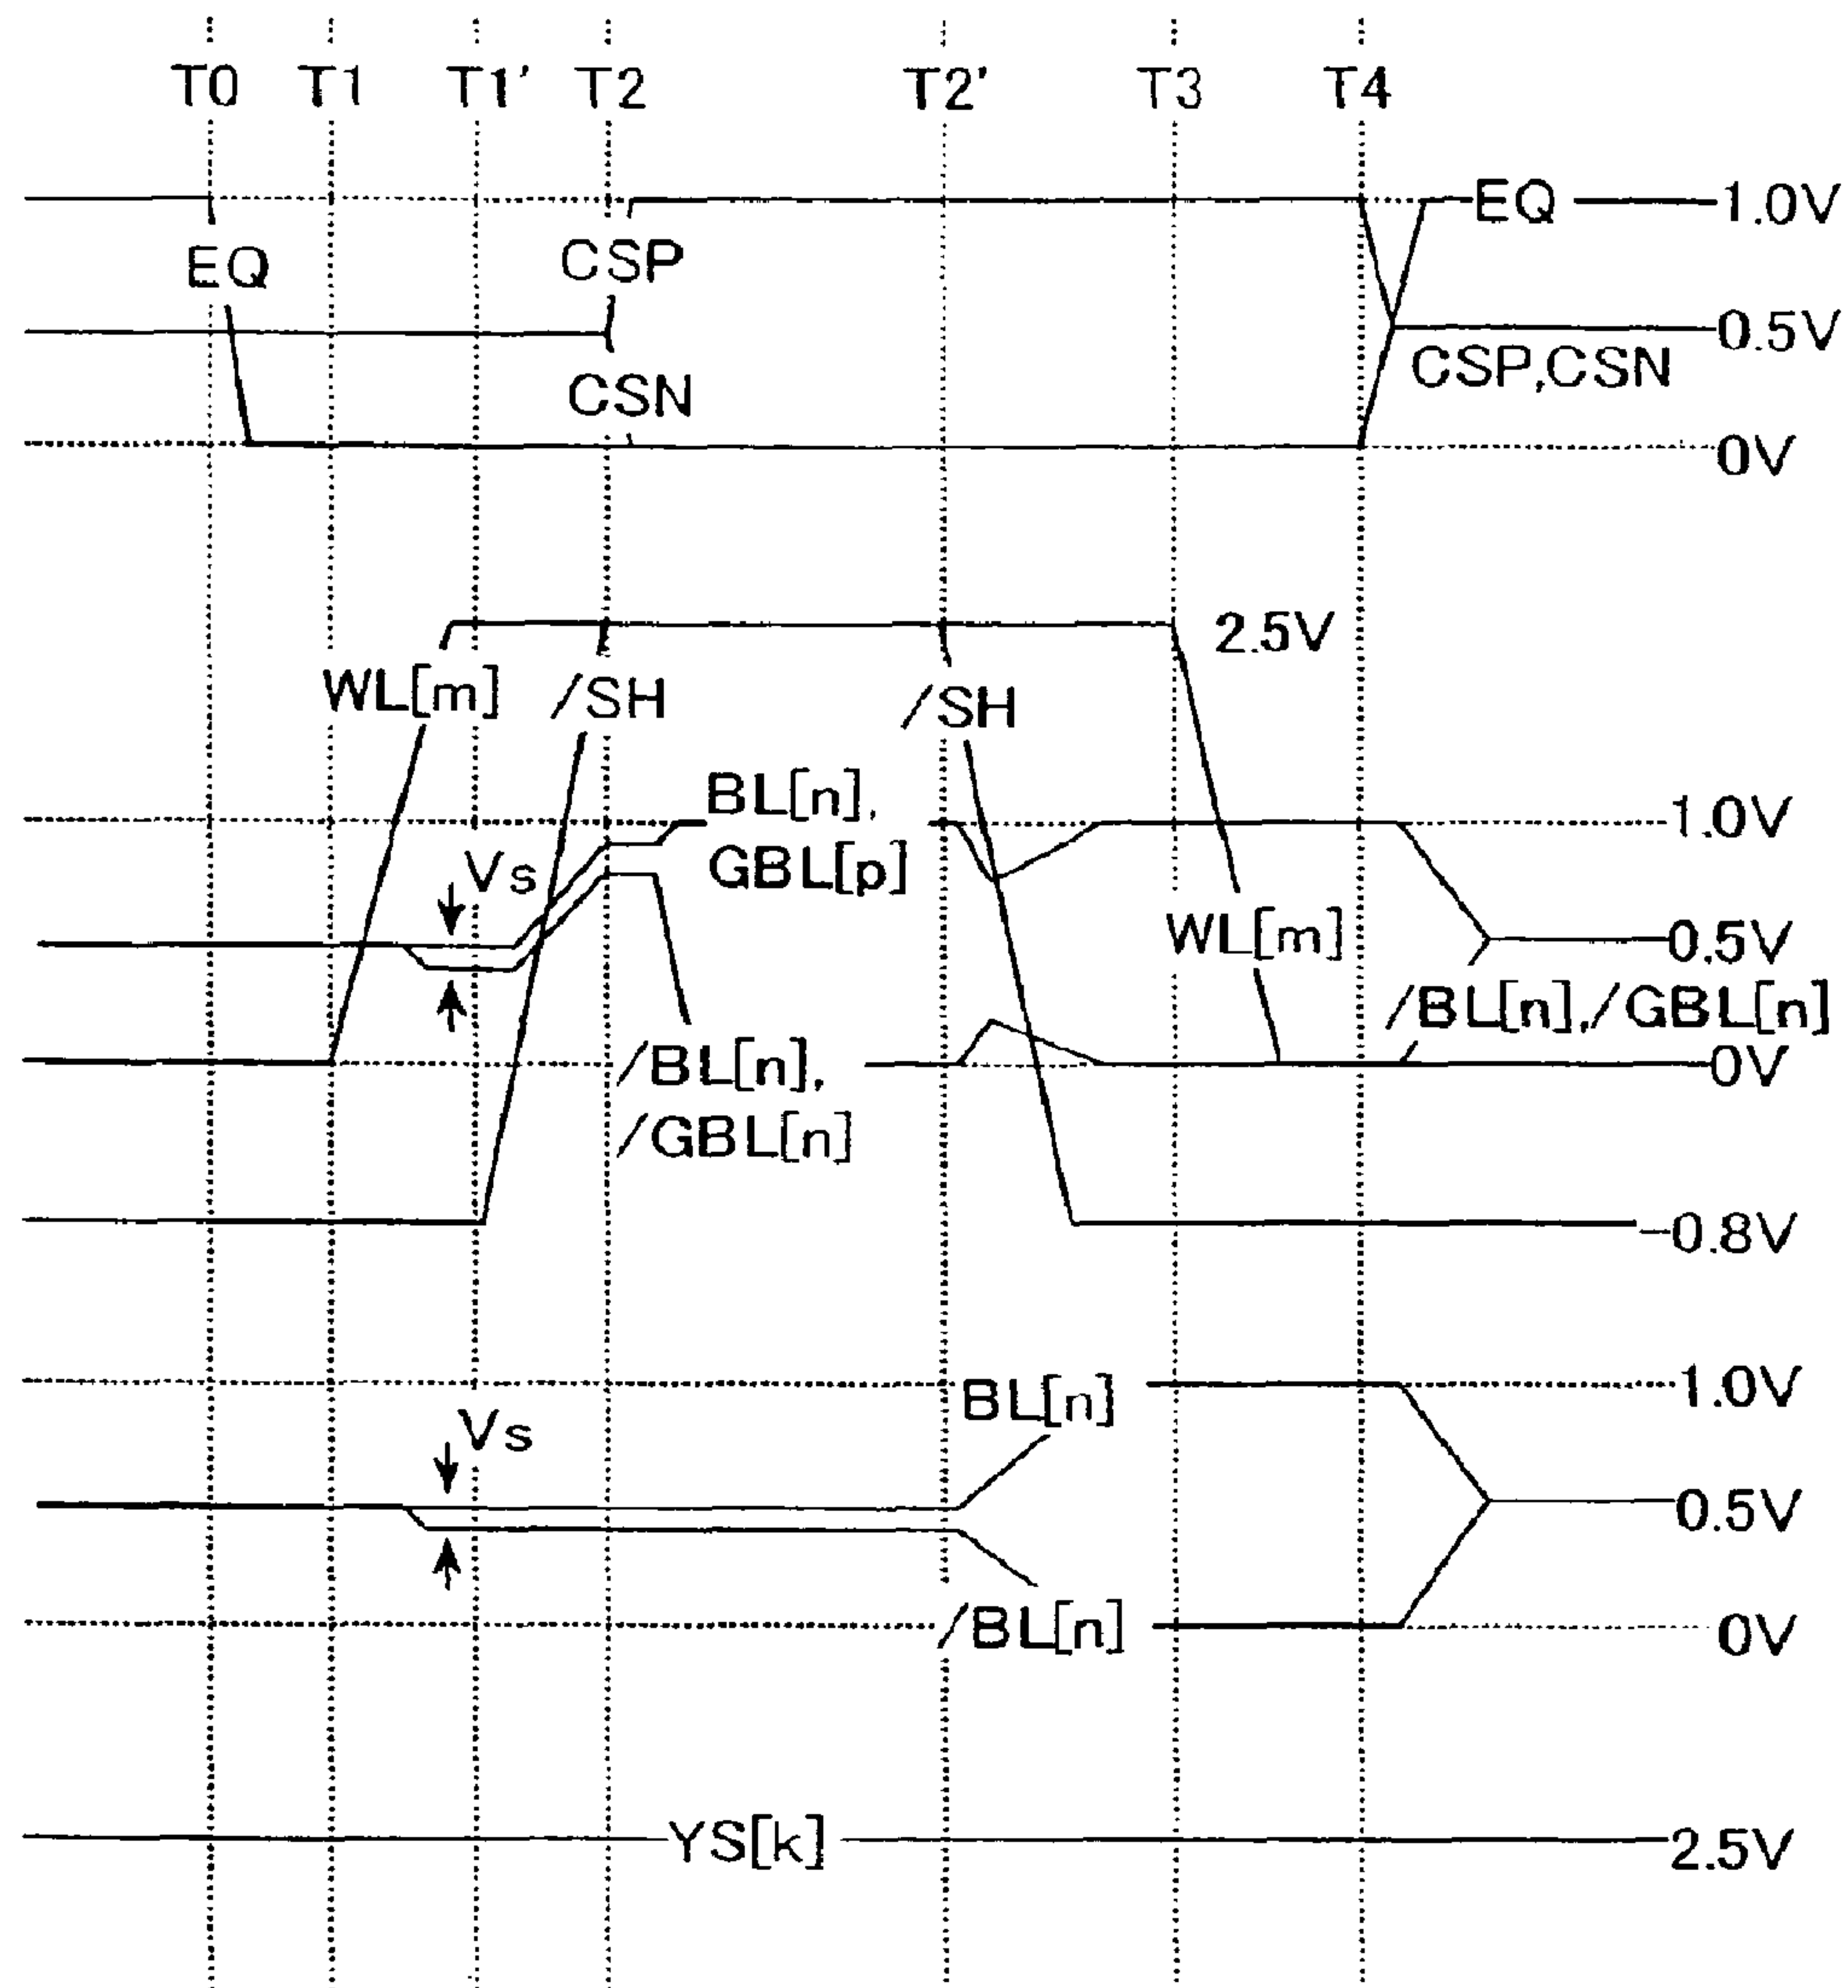 T0 T1 T1' T2 T2' T3 T4
EQ 1.0V
EQ CSP
0.5V
CSN CSP,CSN
0V
2.5V
WL[m] /SH /SH
BL[n],
GBL[p]
1.0V
Vs
WL[m] 0.5V
/BL[n],/GBL[n]
/BL[n],
/GBL[n]
0V
-0.8V
BL[n] 1.0V
Vs
0.5V
/BL[n] 0V
YS[k] 2.5V